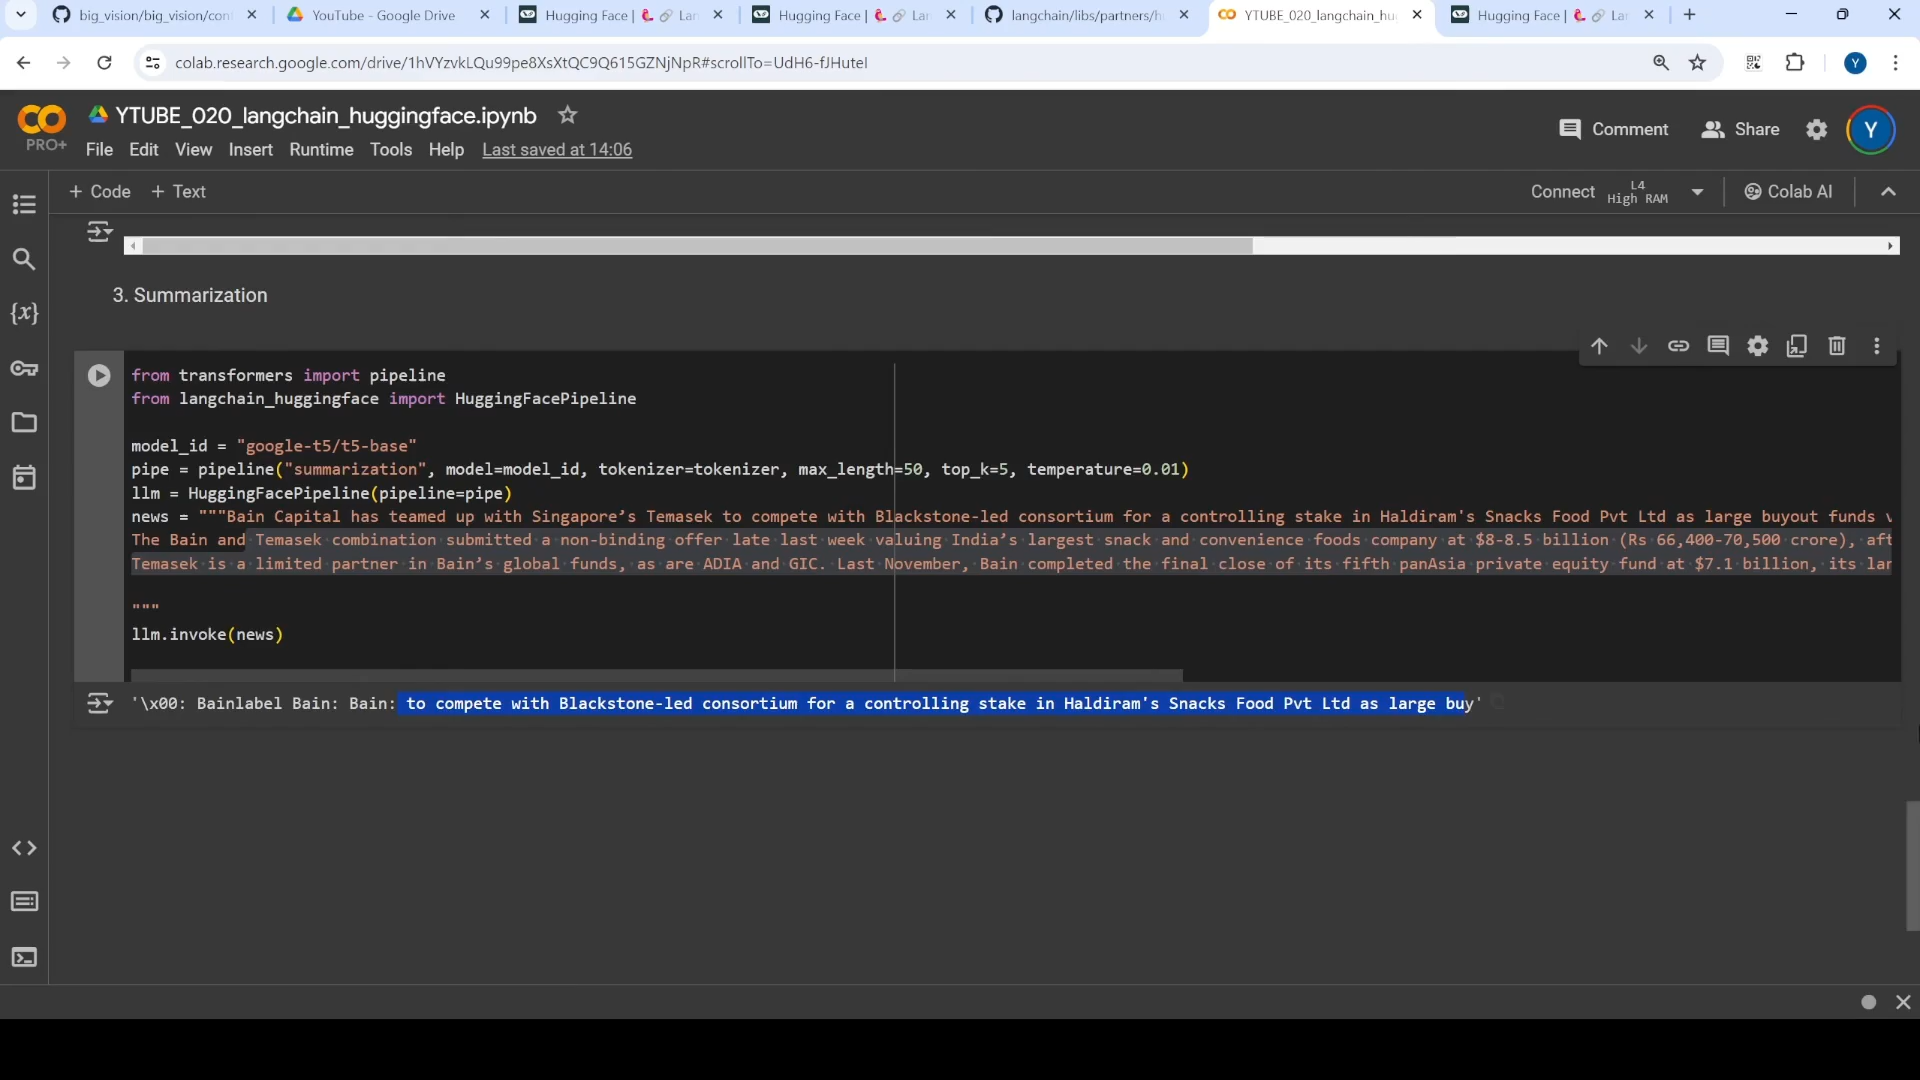 big_vision/big_vision/con
YouTube - Google Drive
Hugging Face | Lar
Hugging Face | Lar
langchain/libs/partners/h
YTUBE_020_langchain_hu
Hugging Face | Lar
colab.research.google.com/drive/1hVYzvkLQu99pe8XsXtQC9Q615GZNjNpR#scrollTo=UdH6-fJHuteI
Y
YTUBE_020_langchain_huggingface.ipynb
PRO+
File Edit View Insert Runtime Tools Help Last saved at 14:06
Comment
Share
Y
+ Code + Text
Connect
L4
High RAM
Colab AI
{x}
3. Summarization
from transformers import pipeline
from langchain_huggingface import HuggingFacePipeline
model_id = "google-t5/t5-base"
pipe = pipeline("summarization", model=model_id, tokenizer=tokenizer, max_length=50, top_k=5, temperature=0.01)
llm = HuggingFacePipeline(pipeline=pipe)
news = """Bain Capital has teamed up with Singapore’s Temasek to compete with Blackstone-led consortium for a controlling stake in Haldiram's Snacks Food Pvt Ltd as large buyout funds v
The Bain and Temasek combination submitted a non-binding offer late last week valuing India’s largest snack and convenience foods company at $8-8.5 billion (Rs 66,400-70,500 crore), aft
Temasek is a limited partner in Bain’s global funds, as are ADIA and GIC. Last November, Bain completed the final close of its fifth panAsia private equity fund at $7.1 billion, its lar
"""
llm.invoke(news)
'\x00: Bainlabel Bain: Bain: to compete with Blackstone-led consortium for a controlling stake in Haldiram's Snacks Food Pvt Ltd as large buy'